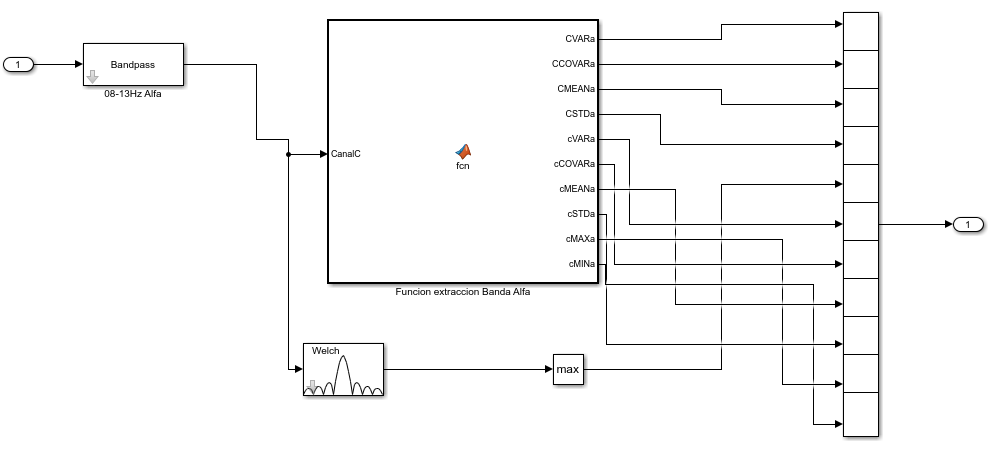 1
Bandpass
08-13Hz Alfa
CanalC
fcn
CVARa
CCOVARa
CMEANa
CSTDa
cVARa
cCOVARa
cMEANa
cSTDa
cMAXa
cMINa
Funcion extraccion Banda Alfa
Welch
max
1